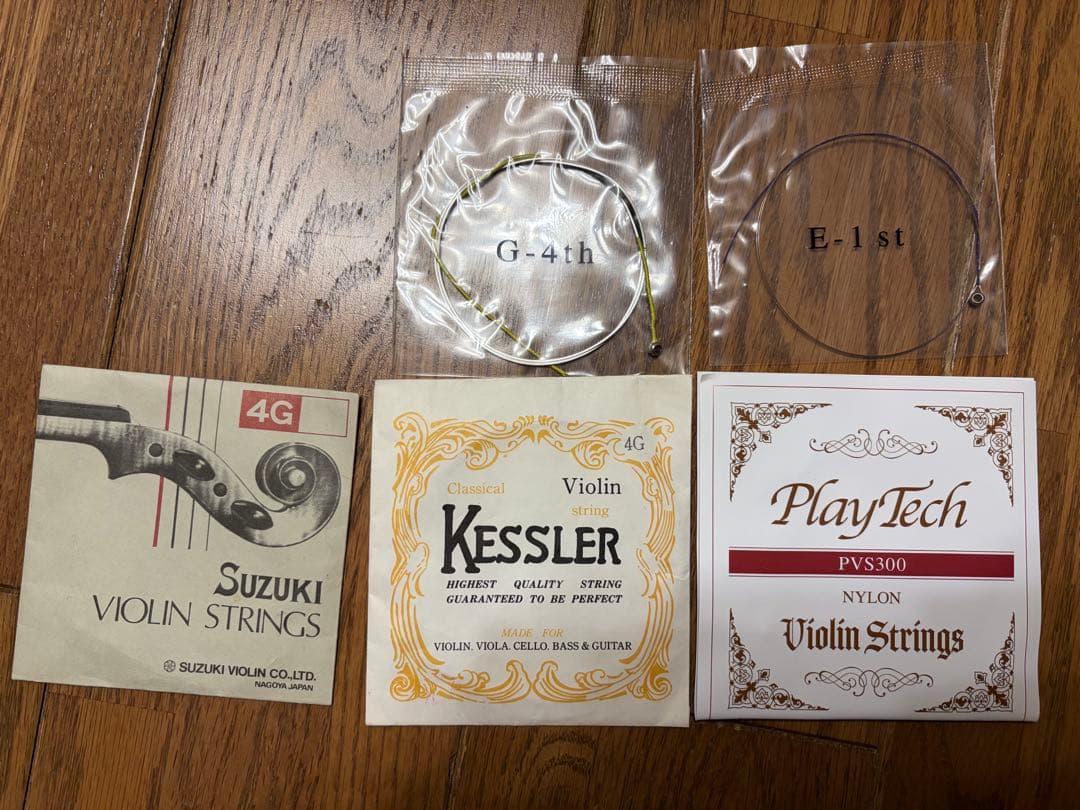 G-4th
E-1st
4G
SUZUKI
VIOLIN STRINGS
SUZUKI VIOLIN CO.,LTD.
NAGOYA JAPAN
4G
Classical Violin
string
KESSLER
HIGHEST QUALITY STRING
GUARANTEED TO BE PERFECT
MADE FOR
VIOLIN, VIOLA, CELLO, BASS & GUITAR
PlayTech
PVS300
NYLON
Violin Strings